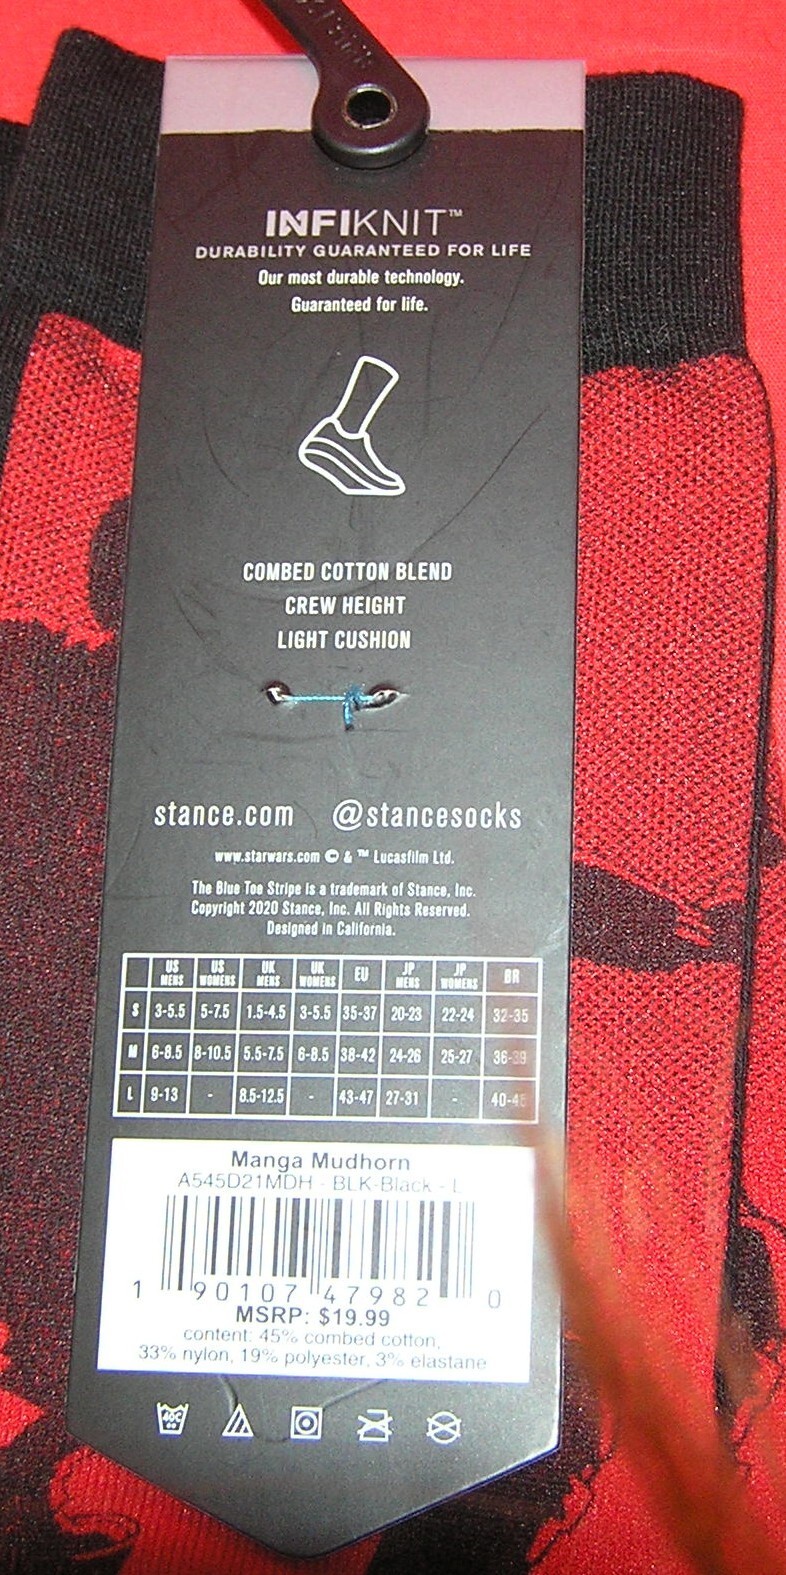 INFIKNIT™
DURABILITY GUARANTEED FOR LIFE
Our most durable technology.
Guaranteed for life.
COMBED COTTON BLEND
CREW HEIGHT
LIGHT CUSHION
stance.com @stancesocks
www.starwars.com © & ™ Lucasfilm Ltd.
The Blue Toe Stripe is a trademark of Stance, Inc.
Copyright 2020 Stance, Inc. All Rights Reserved.
Designed in California.
US MENS US WOMENS UK MENS UK WOMENS EU JP MENS JP WOMENS BR
S 3-5.5 5-7.5 1.5-4.5 3-5.5 35-37 20-23 22-24 32-35
M 6-8.5 8-10.5 5.5-7.5 6-8.5 38-42 24-26 25-27 36-39
L 9-13 - 8.5-12.5 - 43-47 27-31 -
Manga Mudhorn
A545D21MDH - BLK-Black - L
1 90107 47982 0
MSRP: $19.99
content: 45% combed cotton,
33% nylon, 19% polyester, 3% elastane
40C